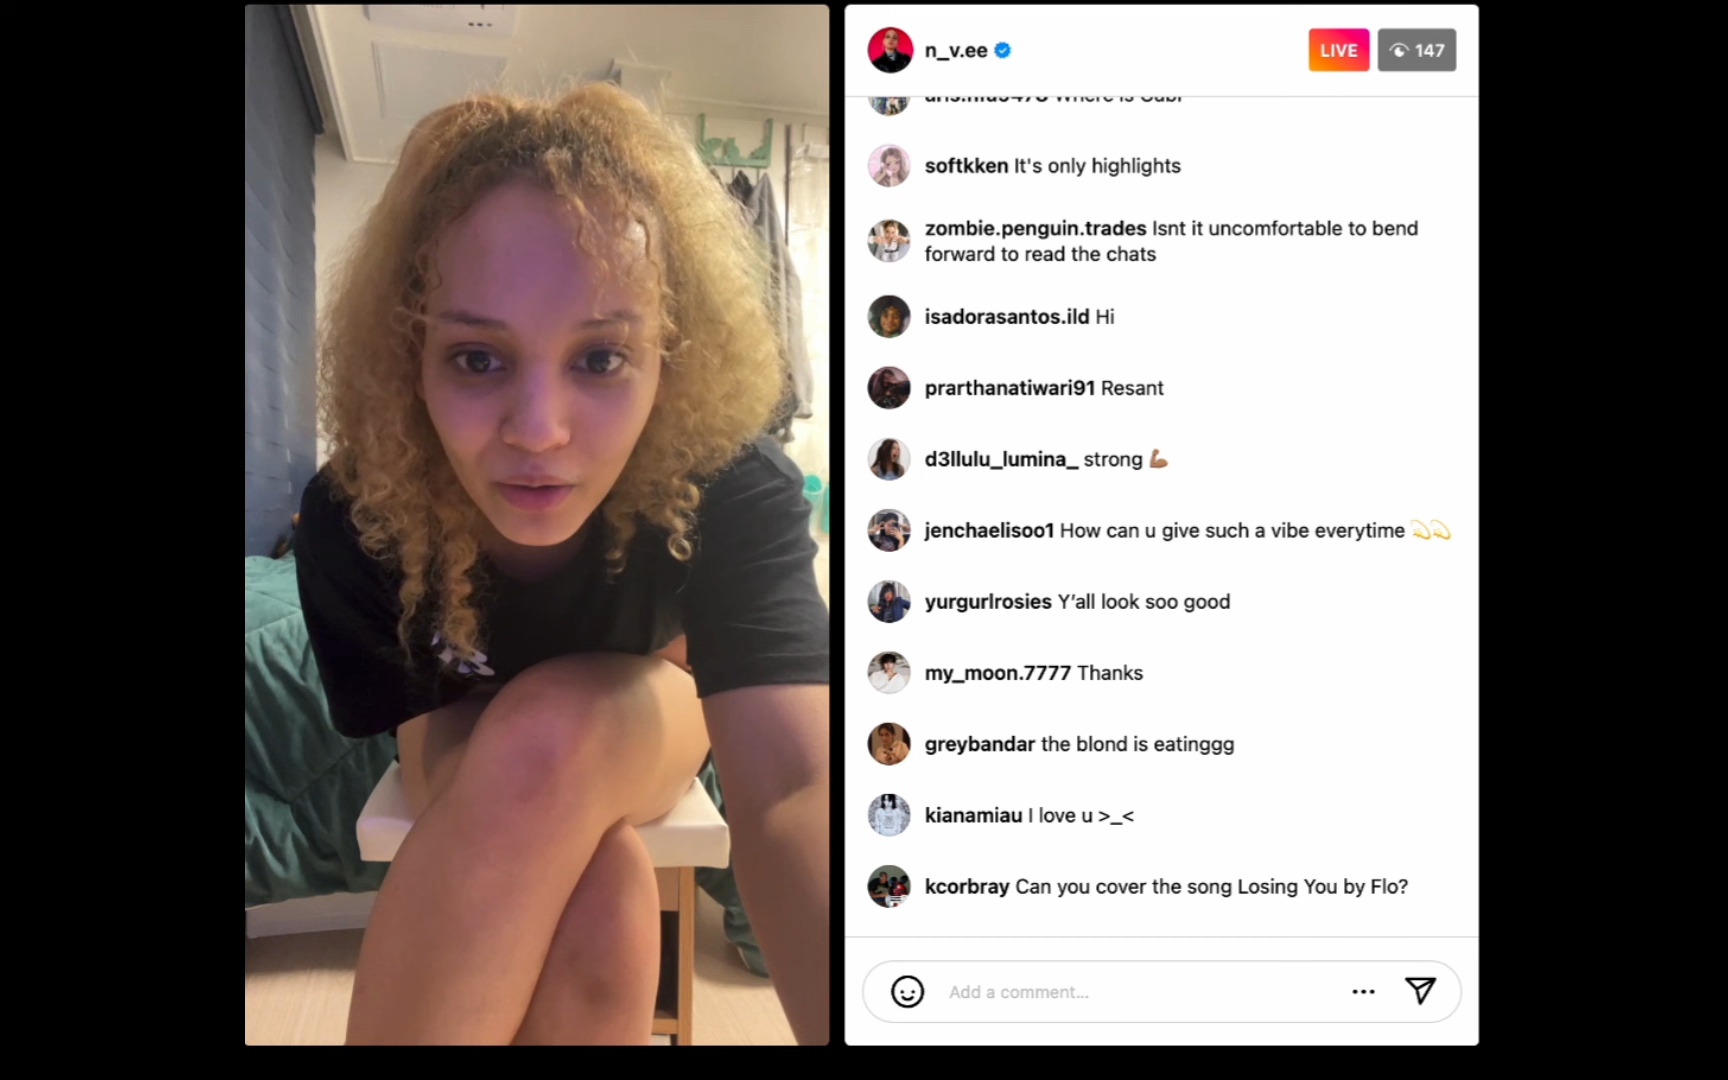 n_v.ee
LIVE
147
softkken It's only highlights
zombie.penguin.trades Isnt it uncomfortable to bend
forward to read the chats
isadorasantos.ild Hi
prarthanatiwari91 Resant
d3llulu_lumina_ strong 💪🏾
jenchaelisoo1 How can u give such a vibe everytime 💫💫
yurgurlrosies Y'all look soo good
my_moon.7777 Thanks
greybandar the blond is eatinggg
kianamiau I love u >_<
kcorbray Can you cover the song Losing You by Flo?
Add a comment...